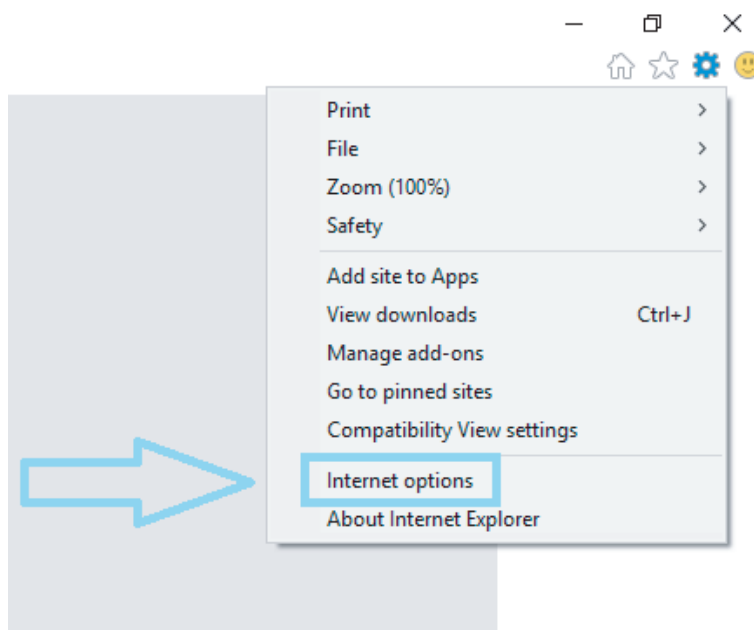 Print
File
Zoom (100%)
Safety
Add site to Apps
View downloads Ctrl+J
Manage add-ons
Go to pinned sites
Compatibility View settings
Internet options
About Internet Explorer